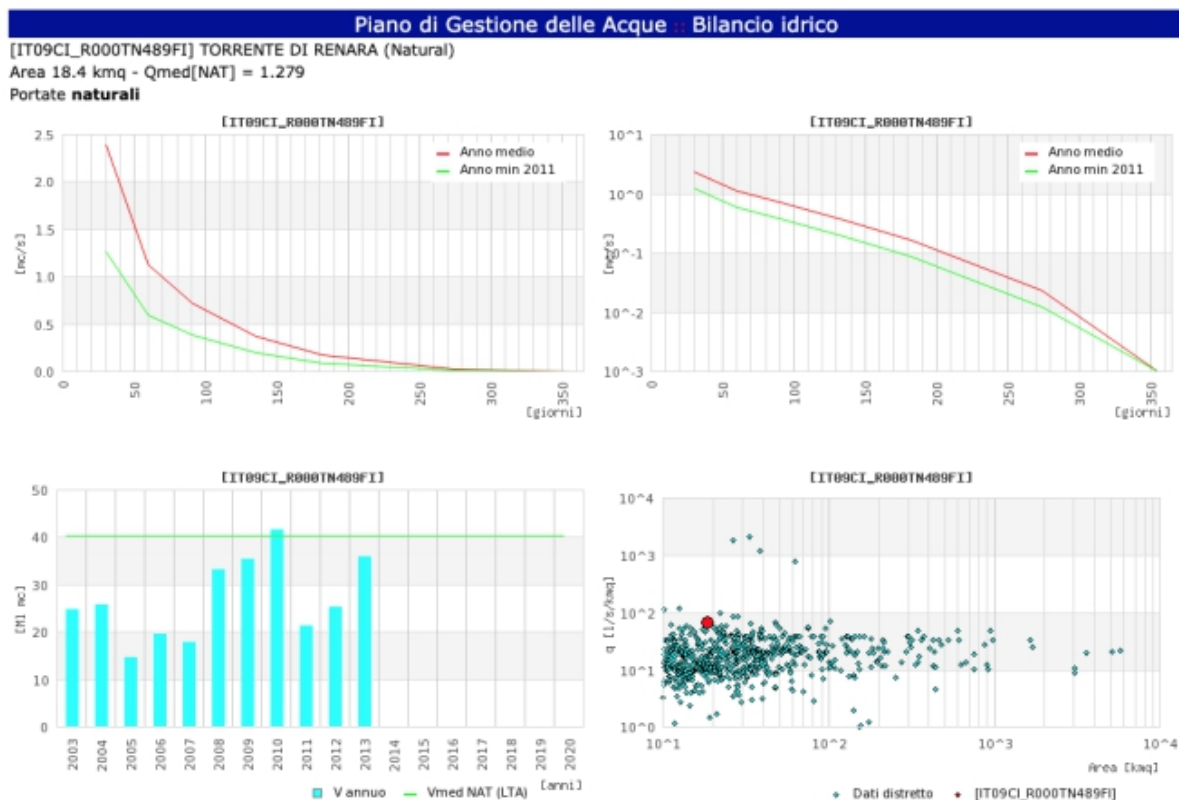 Piano di Gestione delle Acque :: Bilancio idrico
[IT09CI_R000TN489FI] TORRENTE DI RENARA (Natural)
Area 18.4 kmq - Qmed[NAT] = 1.279
Portate naturali
[IT09CI_R000TN489FI]
2.5
2.0
1.5
1.0
0.5
0.0
[mc/s]
0
50
100
150
200
250
300
350
[giorni]
Anno medio
Anno min 2011
[IT09CI_R000TN489FI]
10^1
10^0
10^-1
10^-2
10^-3
[mc/s]
0
50
100
150
200
250
300
350
[giorni]
Anno medio
Anno min 2011
[IT09CI_R000TN489FI]
50
40
30
20
10
0
[Ml mc]
2003
2004
2005
2006
2007
2008
2009
2010
2011
2012
2013
2014
2015
2016
2017
2018
2019
2020
[anni]
V annuo
Vmed NAT (LTA)
[IT09CI_R000TN489FI]
10^4
10^3
10^2
10^1
10^0
q [l/s/kmq]
10^1
10^2
10^3
10^4
Area [kmq]
Dati distretto
[IT09CI_R000TN489FI]